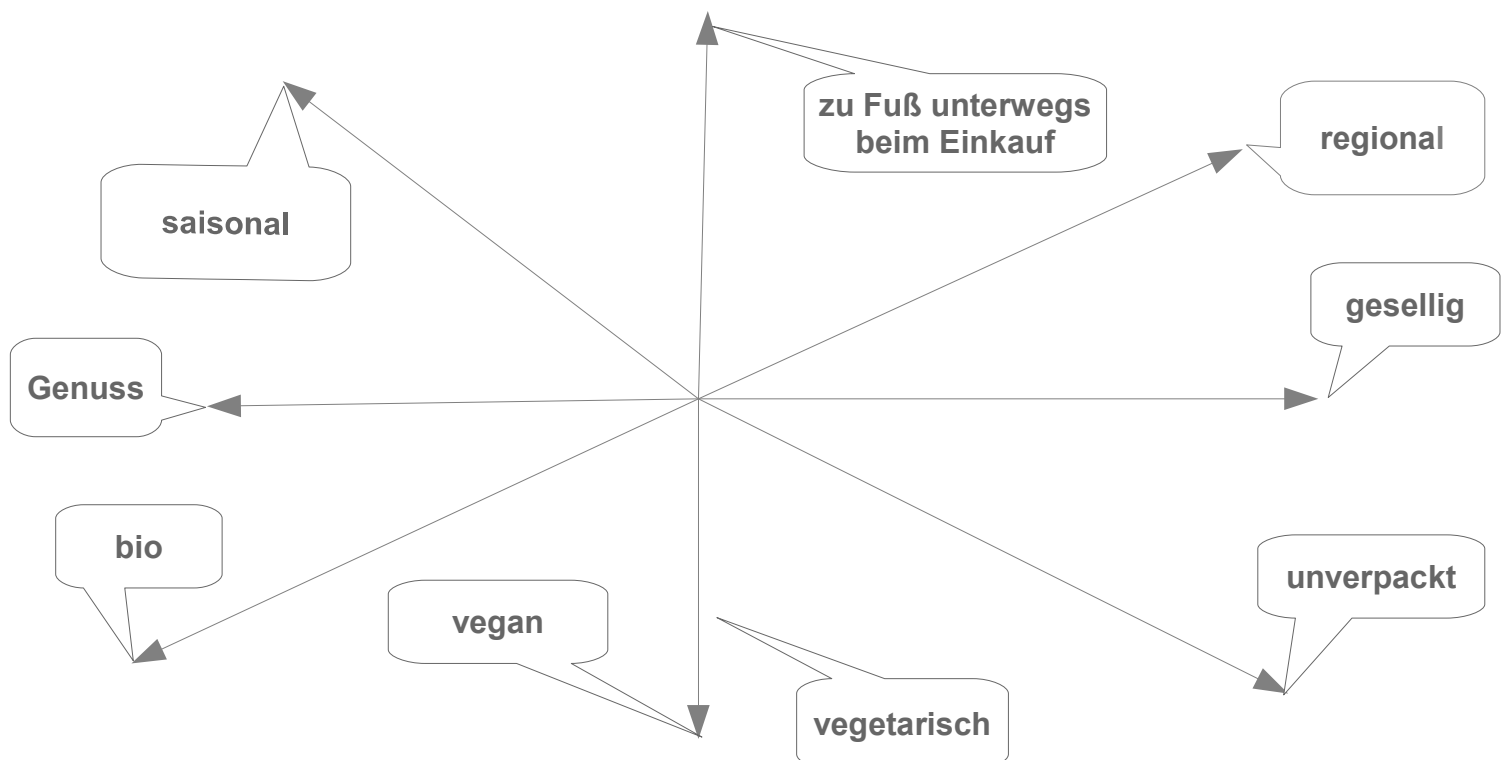 zu Fuß unterwegs
beim Einkauf
regional
saisonal
gesellig
Genuss
bio
unverpackt
vegan
vegetarisch